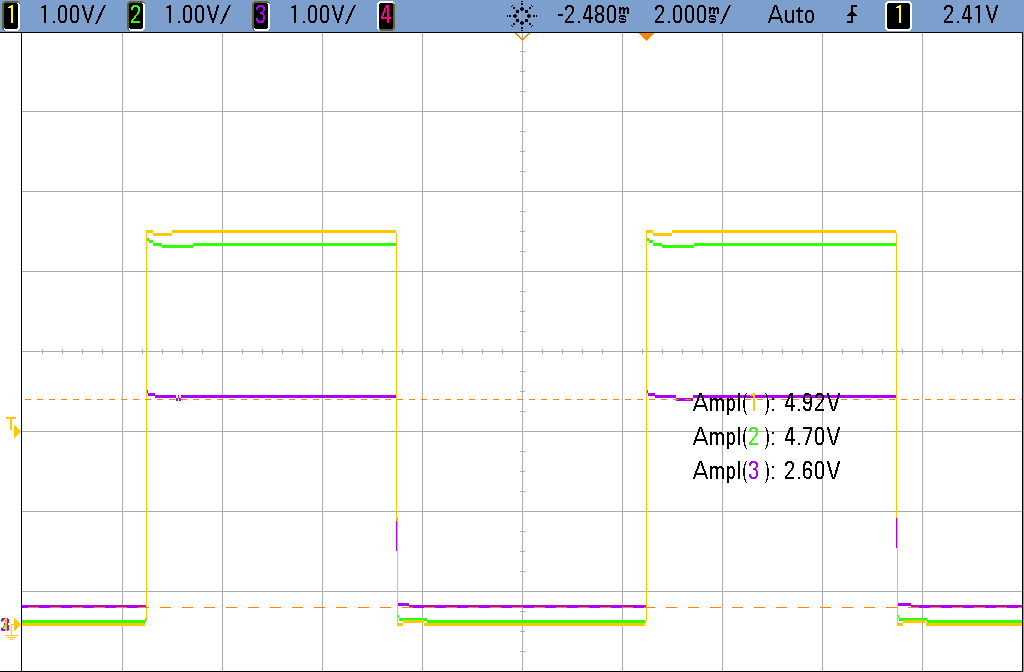 1 1.00V/ 2 1.00V/ 3 1.00V/ 4 -2.480ms 2.000ms/ Auto 1 2.41V
Ampl(1): 4.92V
T
Ampl(2): 4.70V
Ampl(3): 2.60V
3